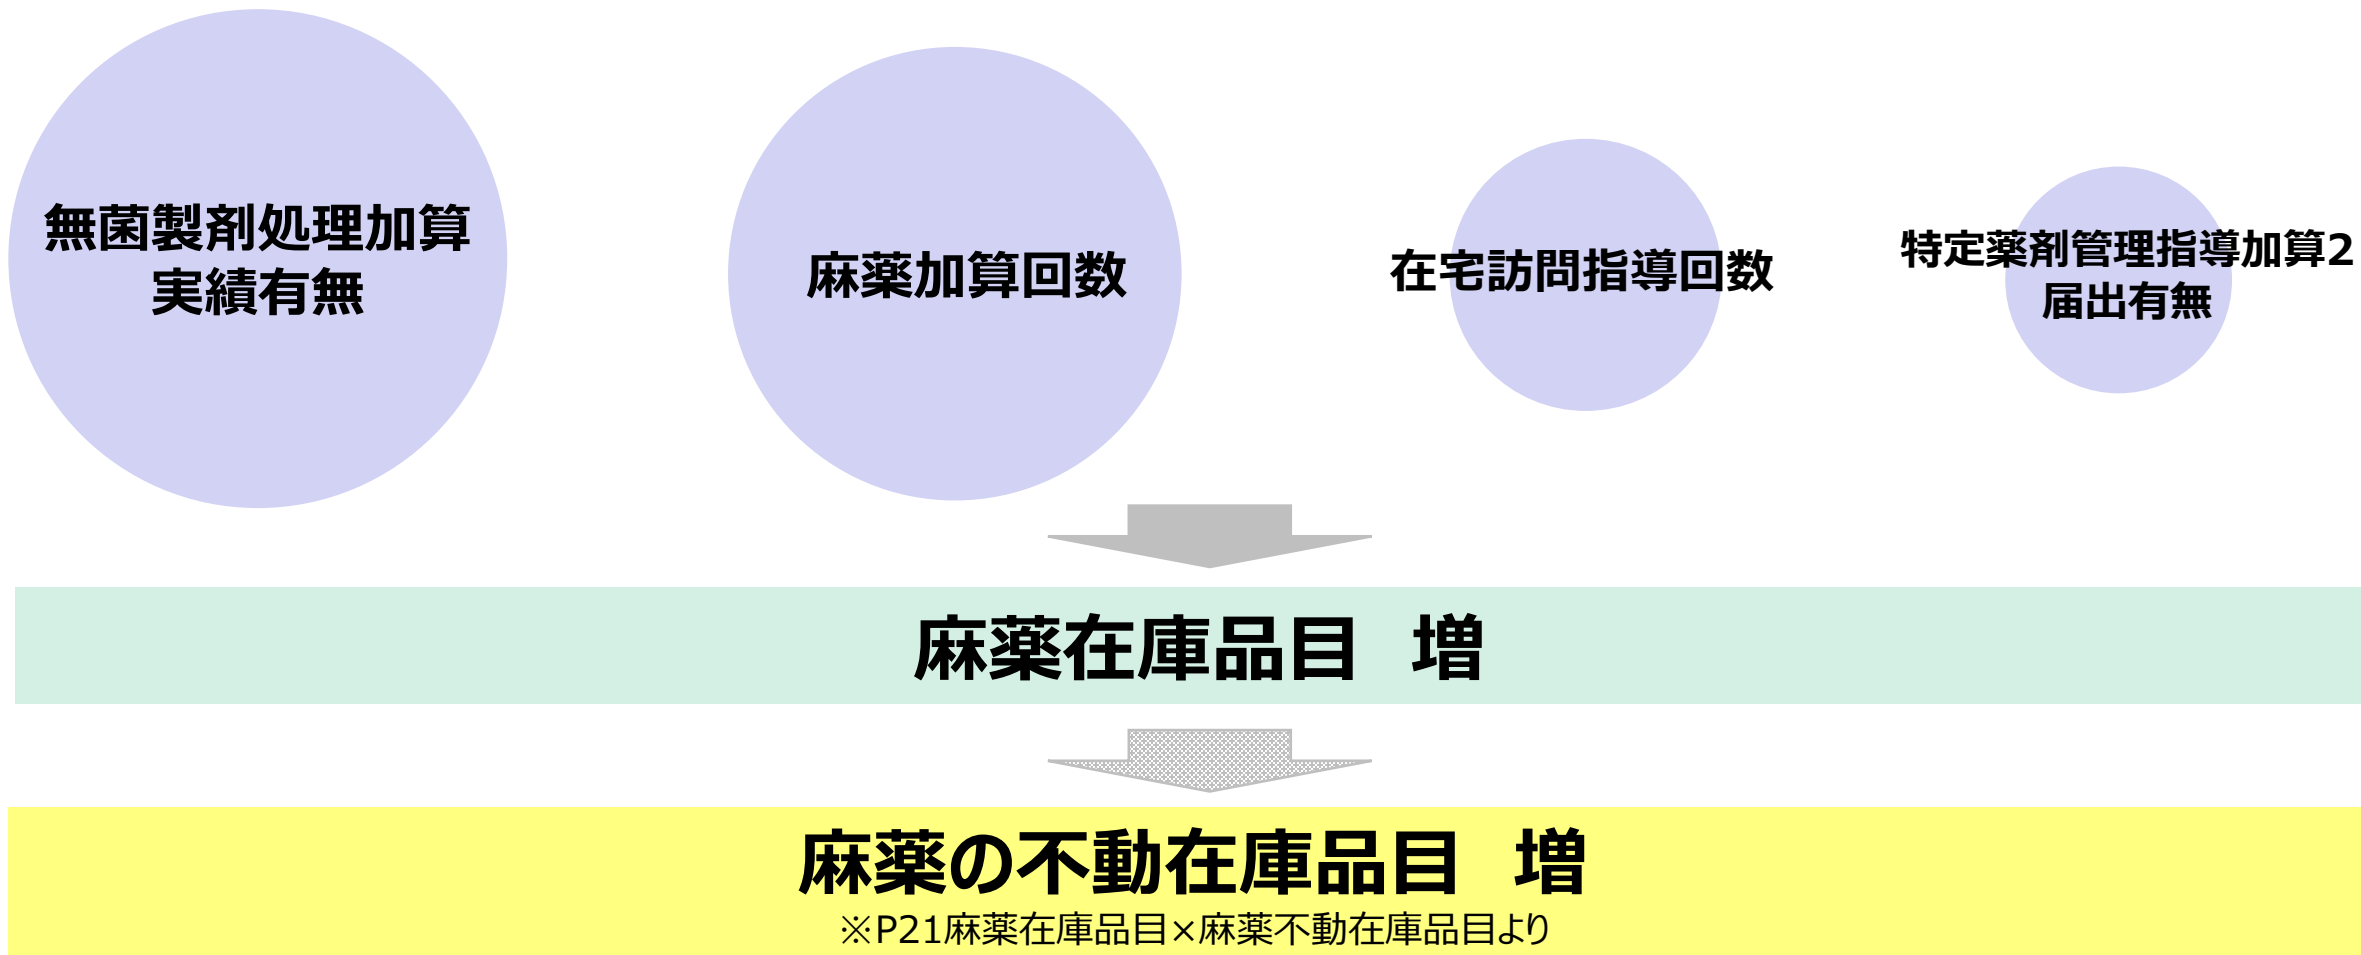 無菌製剤処理加算
実績有無
麻薬加算回数
在宅訪問指導回数
特定薬剤管理指導加算2
届出有無
麻薬在庫品目　増
麻薬の不動在庫品目　増
※P21麻薬在庫品目×麻薬不動在庫品目より